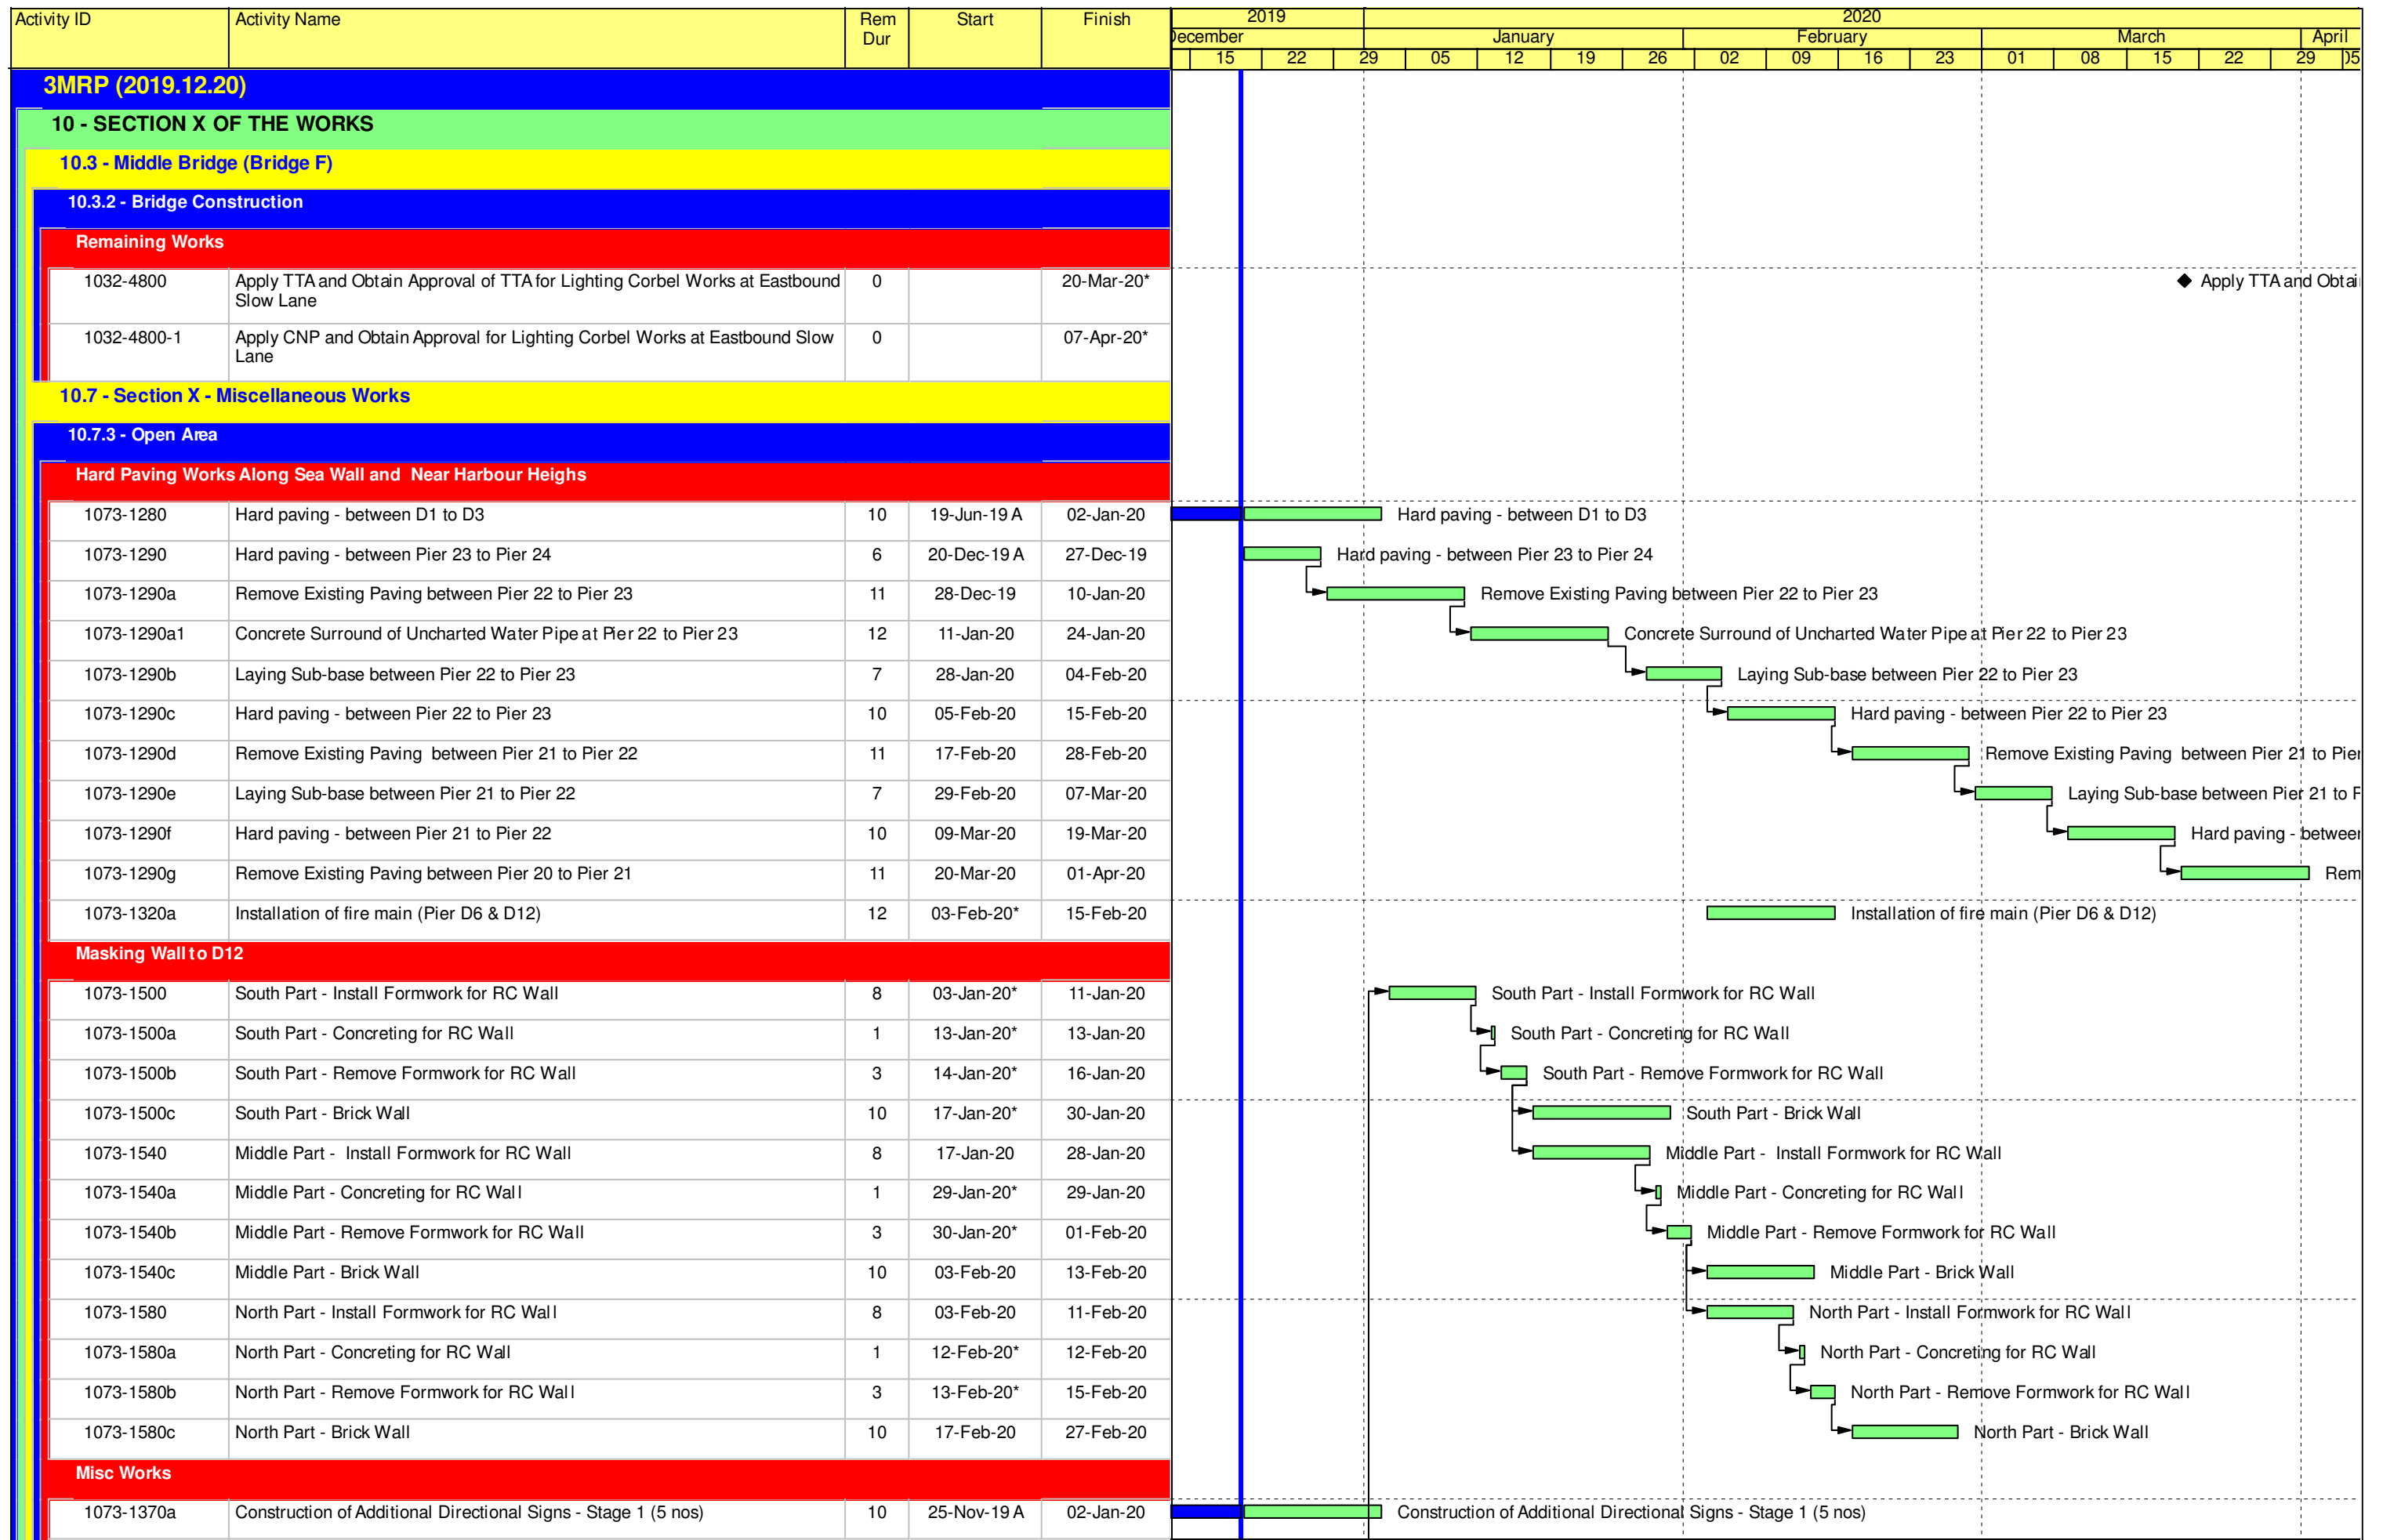 Activity ID Activity Name Rem Dur Start Finish 2019 2020
December January February March April
15 22 29 05 12 19 26 02 09 16 23 01 08 15 22 29 05
3MRP (2019.12.20)
10 - SECTION X OF THE WORKS
10.3 - Middle Bridge (Bridge F)
10.3.2 - Bridge Construction
Remaining Works
1032-4800 Apply TTA and Obtain Approval of TTA for Lighting Corbel Works at Eastbound Slow Lane 0 20-Mar-20* Apply TTA and Obtai
1032-4800-1 Apply CNP and Obtain Approval for Lighting Corbel Works at Eastbound Slow Lane 0 07-Apr-20*
10.7 - Section X - Miscellaneous Works
10.7.3 - Open Area
Hard Paving Works Along Sea Wall and Near Harbour Heighs
1073-1280 Hard paving - between D1 to D3 10 19-Jun-19 A 02-Jan-20 Hard paving - between D1 to D3
1073-1290 Hard paving - between Pier 23 to Pier 24 6 20-Dec-19 A 27-Dec-19 Hard paving - between Pier 23 to Pier 24
1073-1290a Remove Existing Paving between Pier 22 to Pier 23 11 28-Dec-19 10-Jan-20 Remove Existing Paving between Pier 22 to Pier 23
1073-1290a1 Concrete Surround of Uncharted Water Pipe at Pier 22 to Pier 23 12 11-Jan-20 24-Jan-20 Concrete Surround of Uncharted Water Pipe at Pier 22 to Pier 23
1073-1290b Laying Sub-base between Pier 22 to Pier 23 7 28-Jan-20 04-Feb-20 Laying Sub-base between Pier 22 to Pier 23
1073-1290c Hard paving - between Pier 22 to Pier 23 10 05-Feb-20 15-Feb-20 Hard paving - between Pier 22 to Pier 23
1073-1290d Remove Existing Paving between Pier 21 to Pier 22 11 17-Feb-20 28-Feb-20 Remove Existing Paving between Pier 21 to Pier
1073-1290e Laying Sub-base between Pier 21 to Pier 22 7 29-Feb-20 07-Mar-20 Laying Sub-base between Pier 21 to P
1073-1290f Hard paving - between Pier 21 to Pier 22 10 09-Mar-20 19-Mar-20 Hard paving - between
1073-1290g Remove Existing Paving between Pier 20 to Pier 21 11 20-Mar-20 01-Apr-20 Rem
1073-1320a Installation of fire main (Pier D6 & D12) 12 03-Feb-20* 15-Feb-20 Installation of fire main (Pier D6 & D12)
Masking Wall to D12
1073-1500 South Part - Install Formwork for RC Wall 8 03-Jan-20* 11-Jan-20 South Part - Install Formwork for RC Wall
1073-1500a South Part - Concreting for RC Wall 1 13-Jan-20* 13-Jan-20 South Part - Concreting for RC Wall
1073-1500b South Part - Remove Formwork for RC Wall 3 14-Jan-20* 16-Jan-20 South Part - Remove Formwork for RC Wall
1073-1500c South Part - Brick Wall 10 17-Jan-20* 30-Jan-20 South Part - Brick Wall
1073-1540 Middle Part - Install Formwork for RC Wall 8 17-Jan-20 28-Jan-20 Middle Part - Install Formwork for RC Wall
1073-1540a Middle Part - Concreting for RC Wall 1 29-Jan-20* 29-Jan-20 Middle Part - Concreting for RC Wall
1073-1540b Middle Part - Remove Formwork for RC Wall 3 30-Jan-20* 01-Feb-20 Middle Part - Remove Formwork for RC Wall
1073-1540c Middle Part - Brick Wall 10 03-Feb-20 13-Feb-20 Middle Part - Brick Wall
1073-1580 North Part - Install Formwork for RC Wall 8 03-Feb-20 11-Feb-20 North Part - Install Formwork for RC Wall
1073-1580a North Part - Concreting for RC Wall 1 12-Feb-20* 12-Feb-20 North Part - Concreting for RC Wall
1073-1580b North Part - Remove Formwork for RC Wall 3 13-Feb-20* 15-Feb-20 North Part - Remove Formwork for RC Wall
1073-1580c North Part - Brick Wall 10 17-Feb-20 27-Feb-20 North Part - Brick Wall
Misc Works
1073-1370a Construction of Additional Directional Signs - Stage 1 (5 nos) 10 25-Nov-19 A 02-Jan-20 Construction of Additional Directional Signs - Stage 1 (5 nos)